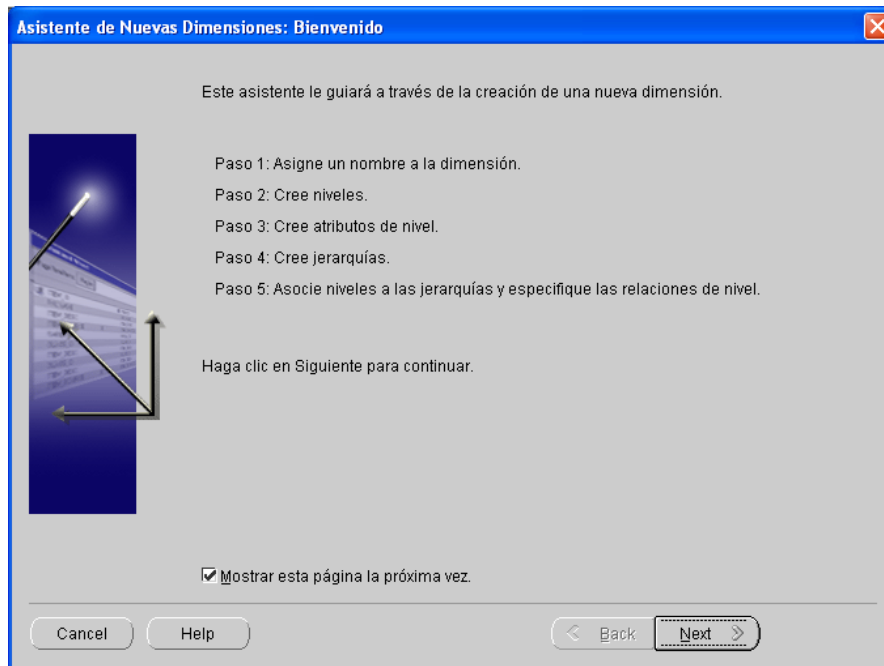 Asistente de Nuevas Dimensiones: Bienvenido
Este asistente le guiará a través de la creación de una nueva dimensión.
Paso 1: Asigne un nombre a la dimensión.
Paso 2: Cree niveles.
Paso 3: Cree atributos de nivel.
Paso 4: Cree jerarquías.
Paso 5: Asocie niveles a las jerarquías y especifique las relaciones de nivel.
Haga clic en Siguiente para continuar.
Mostrar esta página la próxima vez.
Cancel
Help
Back
Next